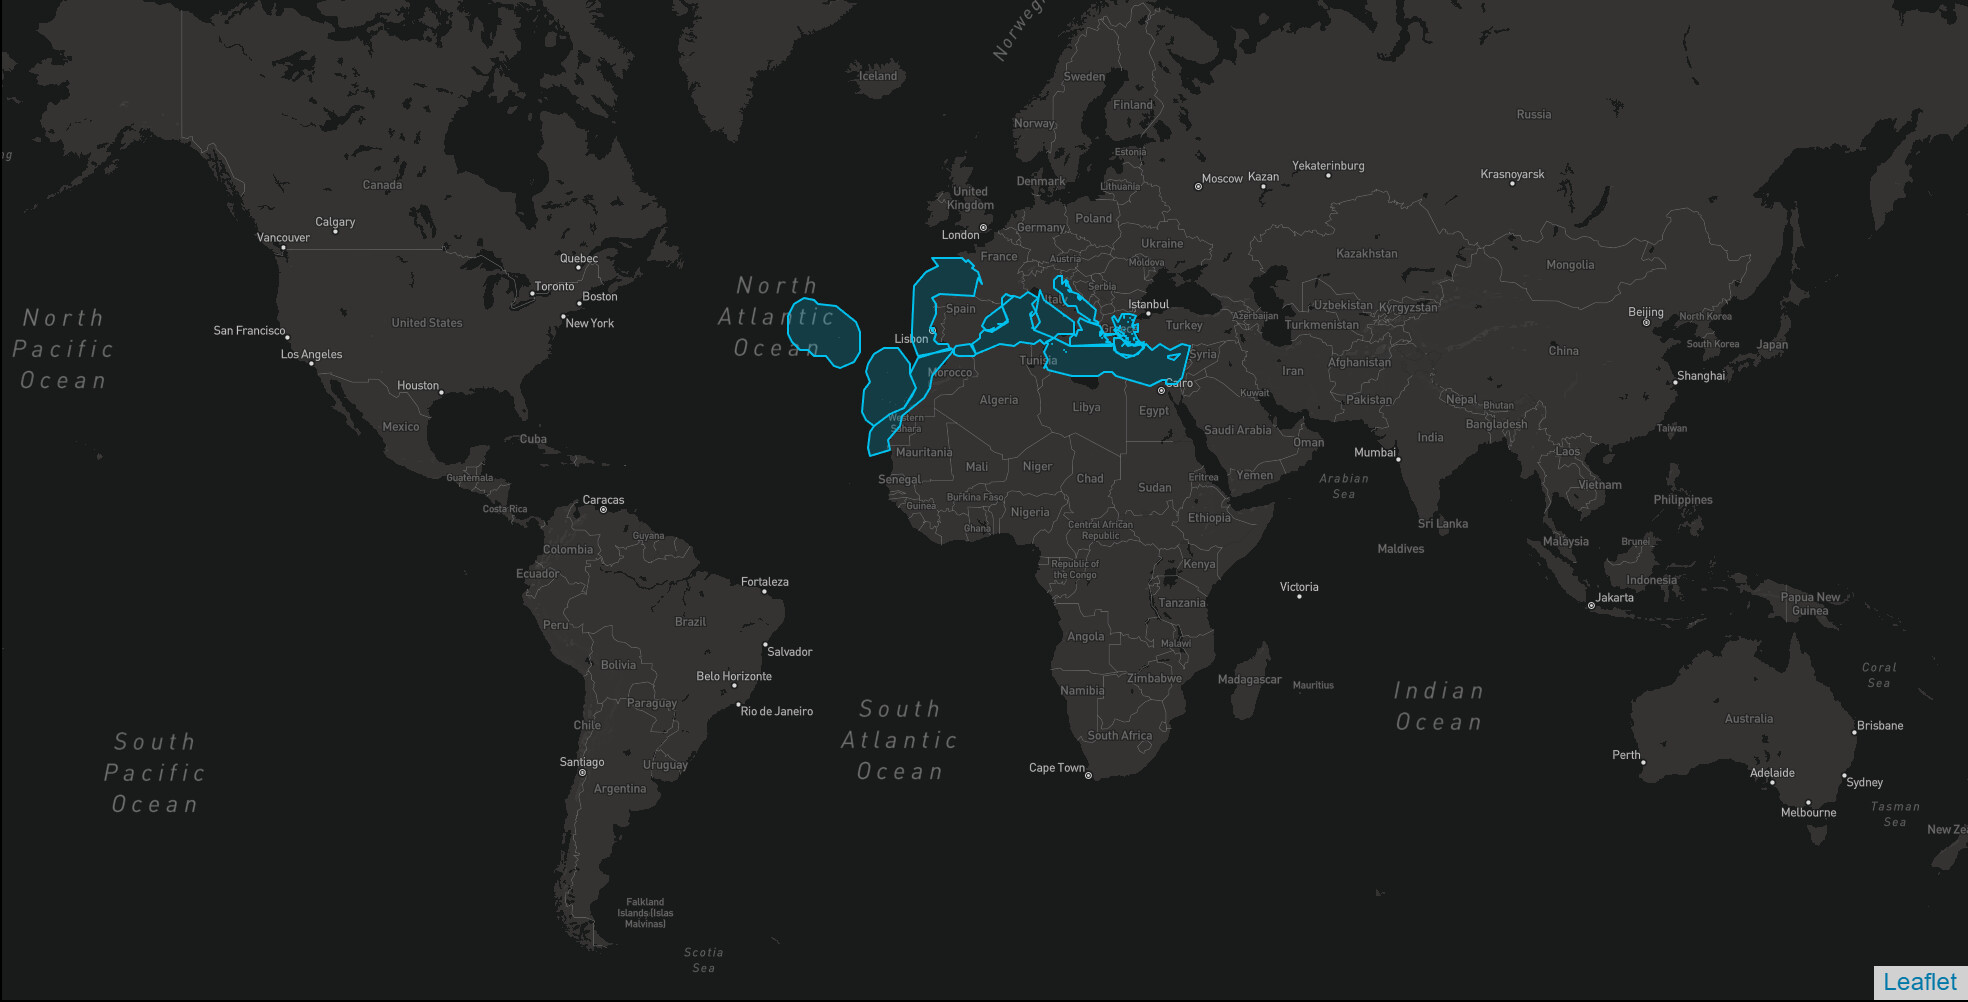 Norweg
Iceland
Sweden
Finland
Russia
Norway
Estonia
ng
Yekaterinburg
Moscow
Kazan
Krasnoyarsk
Denmark
Lithuania
Canada
United
Kingdom
Calgary
Poland
Vancouver
London
Germany
Ukraine
Quebec
France
Austria
Moldova
Kazakhstan
Mongolia
Toronto
Boston
North
Atlantic
Ocean
Serbia
Italy
Istanbul
Spain
Uzbekistan
Kyrgyzstan
Beijing
North Korea
North
Pacific
Ocean
San Francisco
United States
New York
Lisbon
Greece
Turkey
Azerbaijan
Turkmenistan
South Korea
Japan
Los Angeles
Tunisia
Syria
China
Afghanistan
Houston
Morocco
Iran
Cairo
Shanghai
Algeria
Libya
Egypt
Kuwait
Pakistan
Nepal
Bhutan
Mexico
Western
Sahara
Saudi Arabia
Bangladesh
Taiwan
Cuba
Oman
India
Mauritania
Mumbai
Laos
Guatemala
Mali
Niger
Chad
Sudan
Eritrea
Yemen
Arabian
Sea
Senegal
Vietnam
Philippines
Costa Rica
Caracas
Guinea
Burkina Faso
Nigeria
Ethiopia
Ghana
Central African
Republic
Sri Lanka
Guyana
Colombia
Malaysia
Brunei
Maldives
Ecuador
Fortaleza
Republic of
the Congo
Kenya
Victoria
Indonesia
Jakarta
Papua New
Guinea
Peru
Brazil
Tanzania
Salvador
Angola
Malawi
Bolivia
Belo Horizonte
Zimbabwe
Madagascar
Mauritius
Coral
Sea
Namibia
Indian
Ocean
Paraguay
Rio de Janeiro
South
Atlantic
Ocean
Chile
South Africa
Australia
Brisbane
South
Pacific
Ocean
Santiago
Uruguay
Cape Town
Perth
Adelaide
Sydney
Argentina
Melbourne
Tasman
Sea
New Zea
Falkland
Islands (Islas
Malvinas)
Scotia
Sea
Leaflet